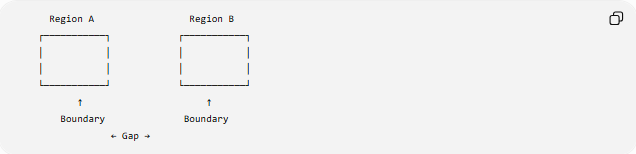 Region A Region B
↑ ↑
Boundary Boundary
← Gap →